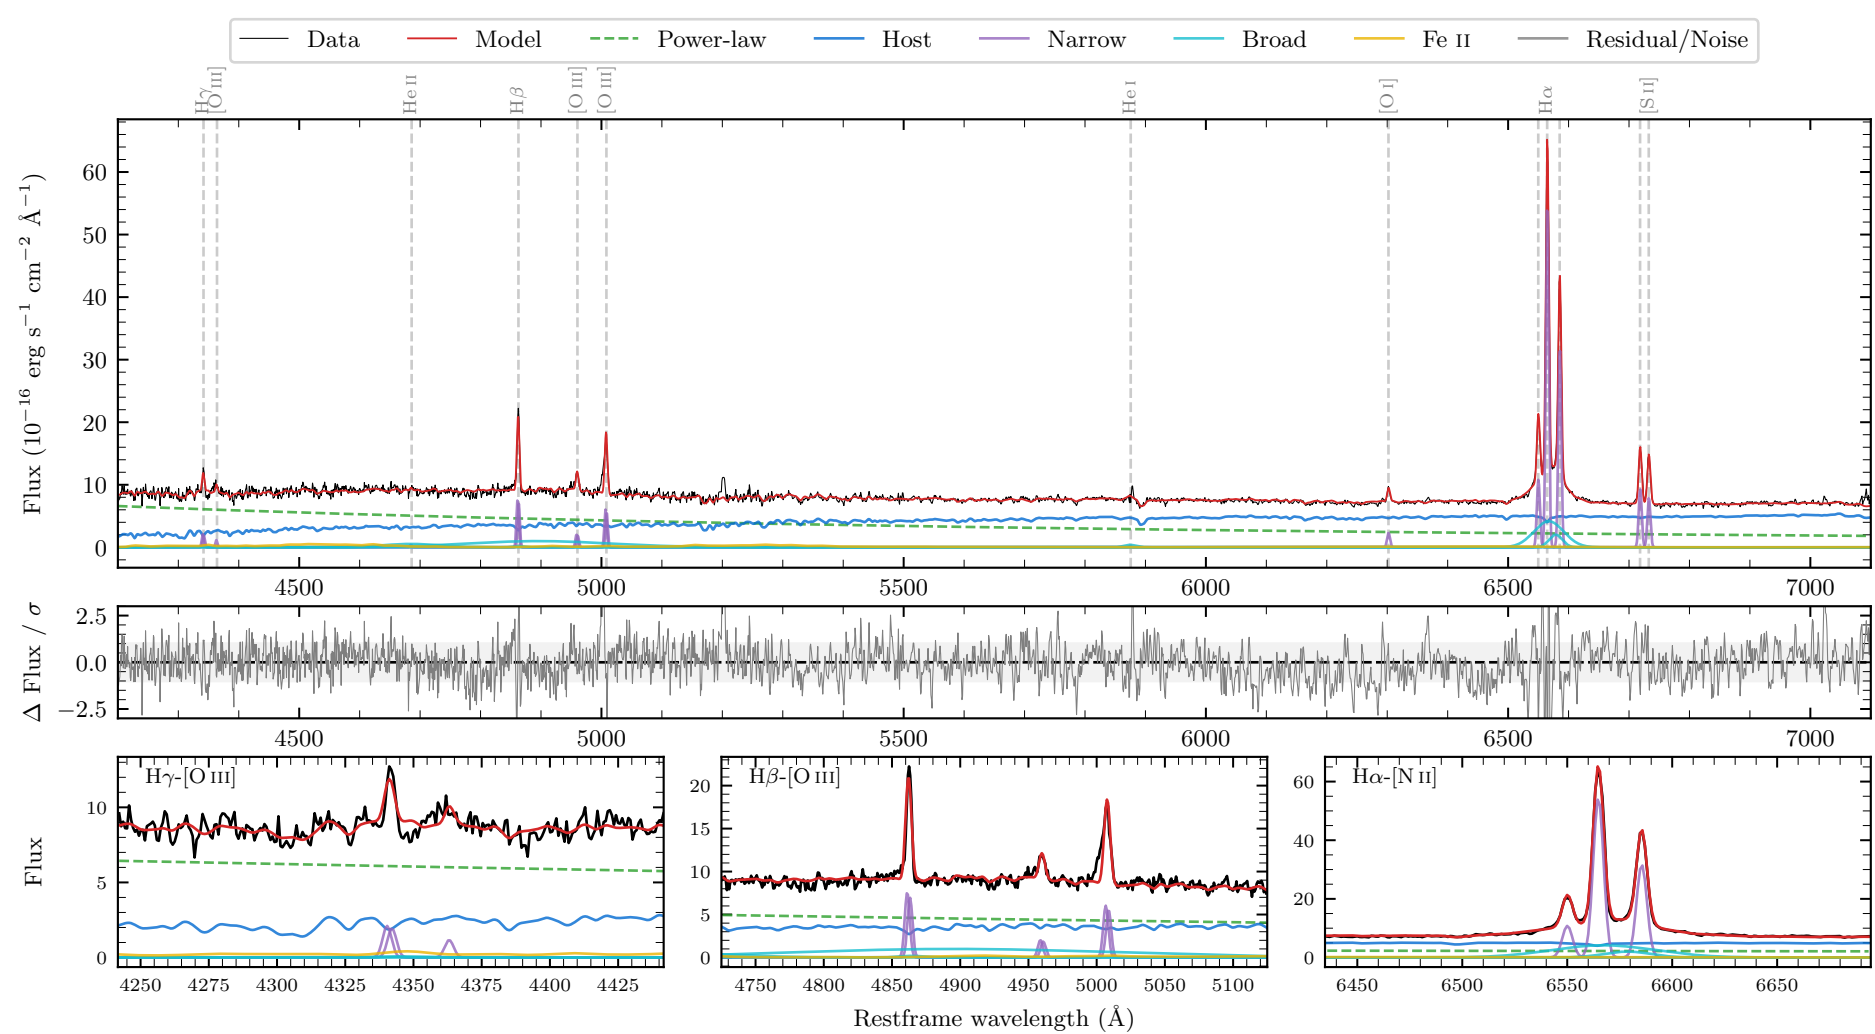 Data Model Power-law Host Narrow Broad Fe II Residual/Noise
Hγ [O III] He II Hβ [O III] [O III] He I [O I] Hα [S II]
Flux (10−16 erg s−1 cm−2 Å−1)
60
50
40
30
20
10
0
4500 5000 5500 6000 6500 7000
Δ Flux / σ
2.5
0.0
−2.5
4500 5000 5500 6000 6500 7000
Flux
Hγ-[O III]
10
5
0
4250 4275 4300 4325 4350 4375 4400 4425
Hβ-[O III]
20
15
10
5
0
4750 4800 4850 4900 4950 5000 5050 5100
Hα-[N II]
60
40
20
0
6450 6500 6550 6600 6650
Restframe wavelength (Å)